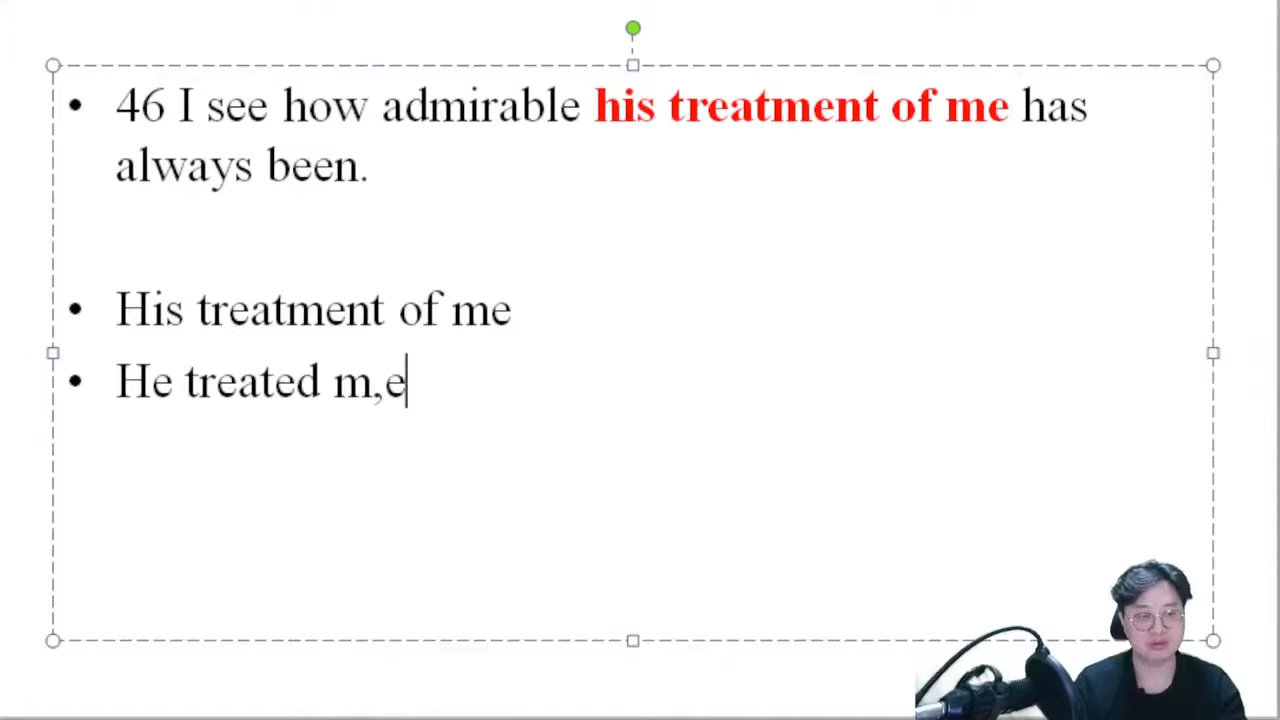 • 46 I see how admirable his treatment of me has
always been.
• His treatment of me
• He treated m,e